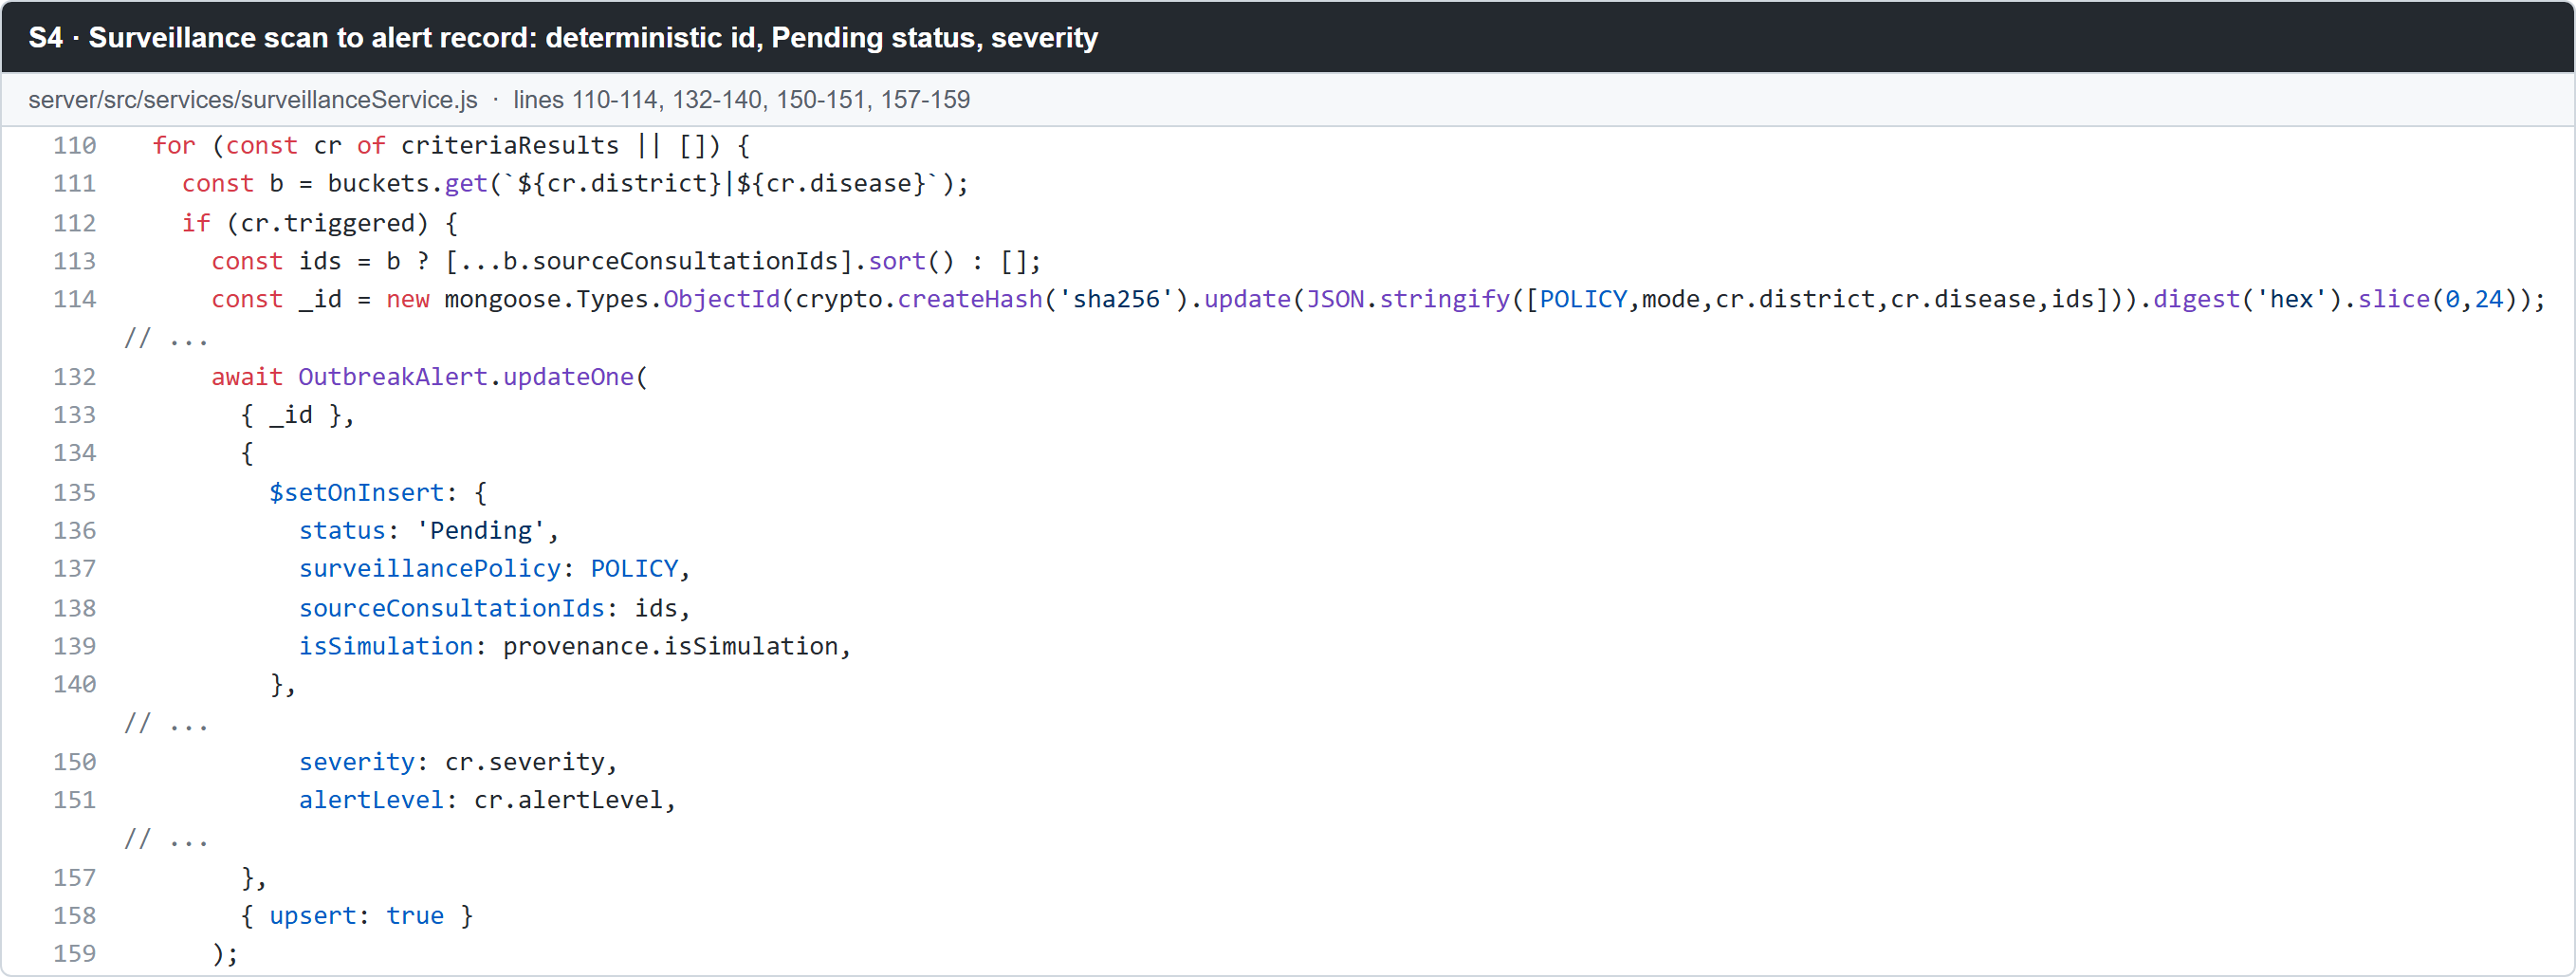 S4 · Surveillance scan to alert record: deterministic id, Pending status, severity
server/src/services/surveillanceService.js · lines 110-114, 132-140, 150-151, 157-159
110 for (const cr of criteriaResults || []) {
111 const b = buckets.get(`${cr.district}|${cr.disease}`);
112 if (cr.triggered) {
113 const ids = b ? [...b.sourceConsultationIds].sort() : [];
114 const _id = new mongoose.Types.ObjectId(crypto.createHash('sha256').update(JSON.stringify([POLICY,mode,cr.district,cr.disease,ids])).digest('hex').slice(0,24));
// ...
132 await OutbreakAlert.updateOne(
133 { _id },
134 {
135 $setOnInsert: {
136 status: 'Pending',
137 surveillancePolicy: POLICY,
138 sourceConsultationIds: ids,
139 isSimulation: provenance.isSimulation,
140 },
// ...
150 severity: cr.severity,
151 alertLevel: cr.alertLevel,
// ...
157 },
158 { upsert: true }
159 );